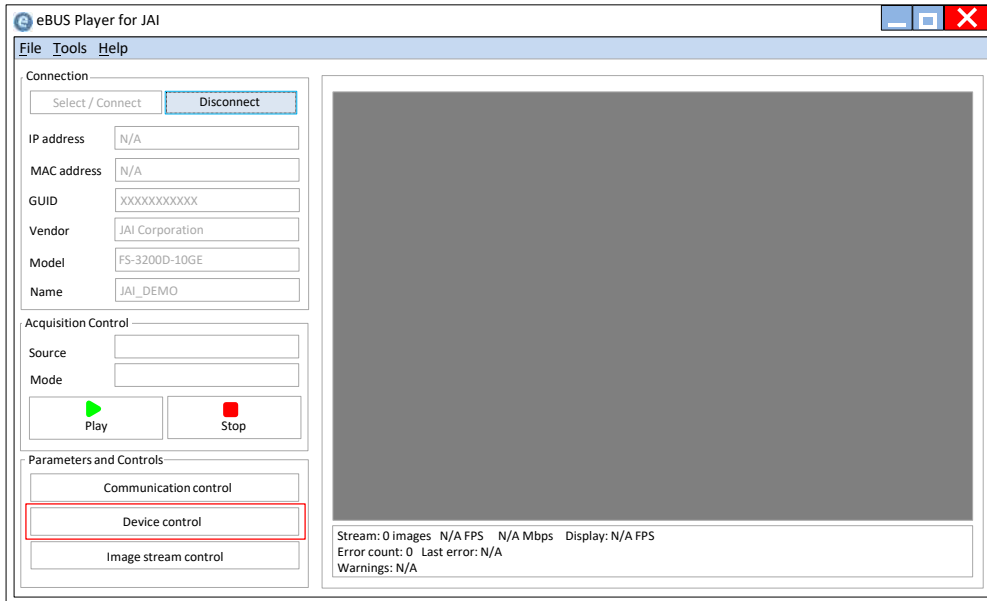 eBUS Player for JAI
File Tools Help
Connection
Select / Connect Disconnect
IP address N/A
MAC address N/A
GUID XXXXXXXXXXX
Vendor JAI Corporation
Model FS-3200D-10GE
Name JAI_DEMO
Acquisition Control
Source
Mode
Play Stop
Parameters and Controls
Communication control
Device control
Image stream control
Stream: 0 images N/A FPS N/A Mbps Display: N/A FPS
Error count: 0 Last error: N/A
Warnings: N/A